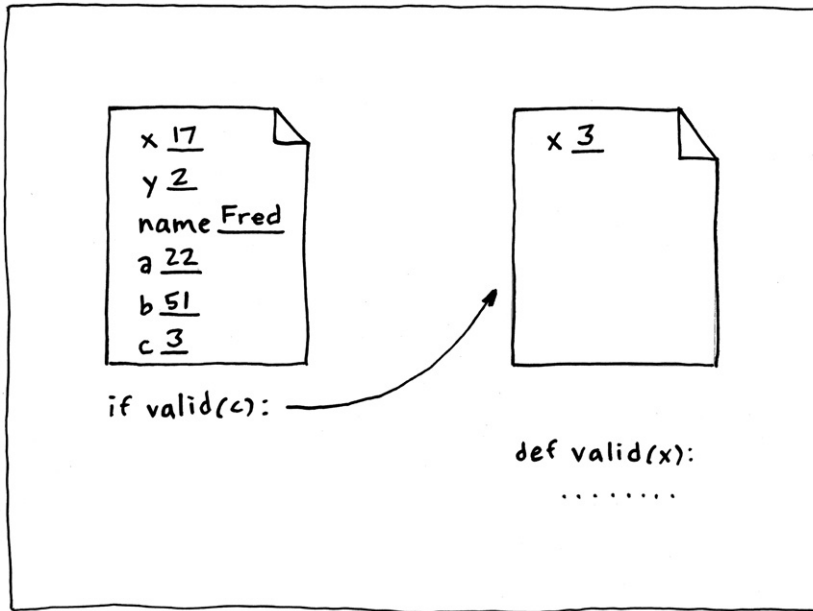 x 17
y 2
name Fred
a 22
b 51
c 3
if valid(c):
x 3
def valid(x):
........